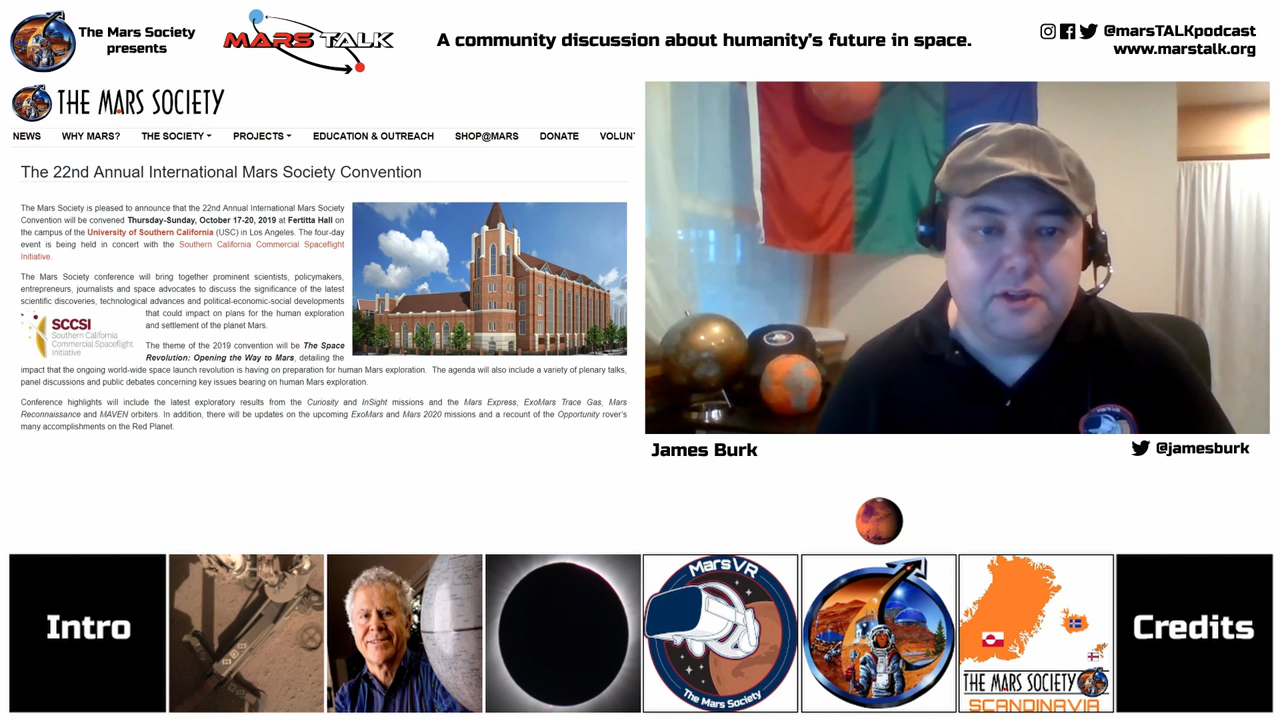 The Mars Society
presents
MARS TALK
A community discussion about humanity's future in space.
@marsTALKpodcast
www.marstalk.org
THE MARS SOCIETY
NEWS WHY MARS? THE SOCIETY PROJECTS EDUCATION & OUTREACH SHOP@MARS DONATE VOLUNT
The 22nd Annual International Mars Society Convention
The Mars Society is pleased to announce that the 22nd Annual International Mars Society
Convention will be convened Thursday-Sunday, October 17-20, 2019 at Fertitta Hall on
the campus of the University of Southern California (USC) in Los Angeles. The four-day
event is being held in concert with the Southern California Commercial Spaceflight
Initiative.
The Mars Society conference will bring together prominent scientists, policymakers,
entrepreneurs, journalists and space advocates to discuss the significance of the latest
scientific discoveries, technological advances and political-economic-social developments
that could impact on plans for the human exploration
and settlement of the planet Mars.
SCCSI
Southern California
Commercial Spaceflight
Initiative
The theme of the 2019 convention will be The Space
Revolution: Opening the Way to Mars, detailing the
impact that the ongoing world-wide space launch revolution is having on preparation for human Mars exploration. The agenda will also include a variety of plenary talks,
panel discussions and public debates concerning key issues bearing on human Mars exploration.
Conference highlights will include the latest exploratory results from the Curiosity and InSight missions and the Mars Express, ExoMars Trace Gas, Mars
Reconnaissance and MAVEN orbiters. In addition, there will be updates on the upcoming ExoMars and Mars 2020 missions and a recount of the Opportunity rover's
many accomplishments on the Red Planet.
James Burk
@jamesburk
Intro
MarsVR
The Mars Society
THE MARS SOCIETY
SCANDINAVIA
Credits